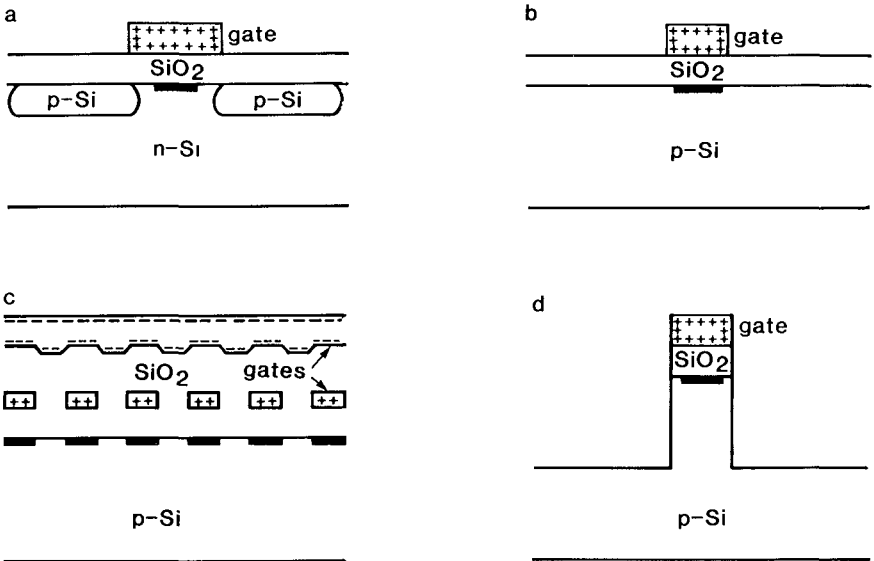 a
+ + + + + + +
+ +
+ + + + + + +
gate
SiO2
p-Si p-Si
n-Si
b
+ + + + +
+ +
+ + + + +
gate
SiO2
p-Si
c
SiO2
gates
++ ++ ++ ++ ++ ++
p-Si
d
+ + + + +
+ +
+ + + + +
gate
SiO2
p-Si